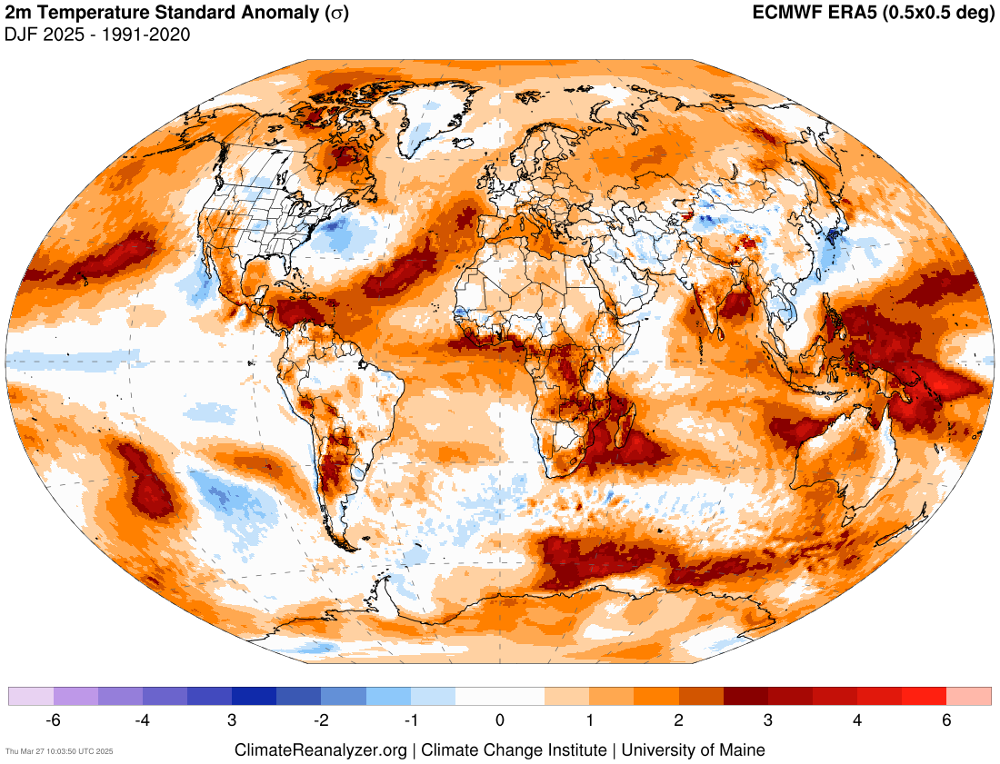 2m Temperature Standard Anomaly (σ)
ECMWF ERA5 (0.5x0.5 deg)
DJF 2025 - 1991-2020
-6 -4 3 -2 -1 0 1 2 3 4 6
Thu Mar 27 10:03:50 UTC 2025
ClimateReanalyzer.org | Climate Change Institute | University of Maine